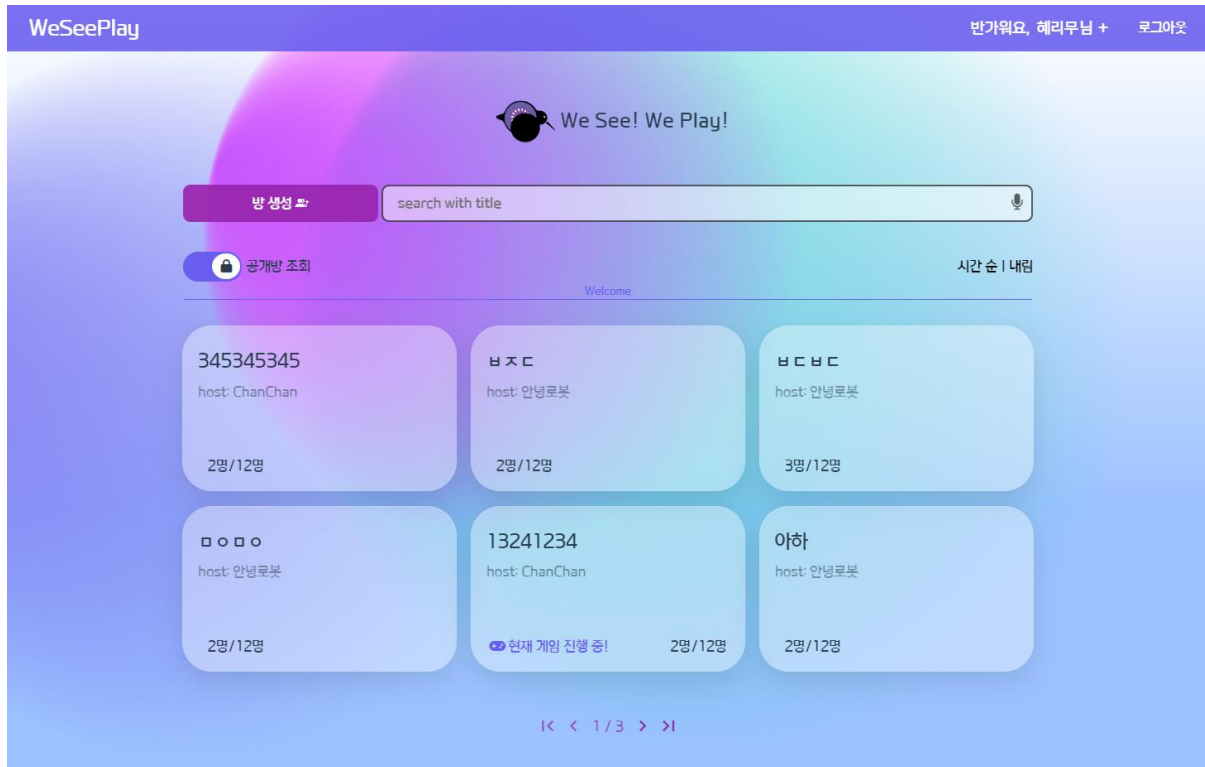 WeSeePlay 반가워요, 혜리무님 + 로그아웃
We See! We Play!
방 생성 search with title
공개방 조회 시간 순 | 내림
Welcome
345345345 ㅂㅈㄷ ㅂㄷㅂㄷ
host: ChanChan host: 안녕로봇 host: 안녕로봇
2명/12명 2명/12명 3명/12명
ㅁㅇㅁㅇ 13241234 아하
host: 안녕로봇 host: ChanChan host: 안녕로봇
2명/12명 현재 게임 진행 중! 2명/12명 2명/12명
1 / 3